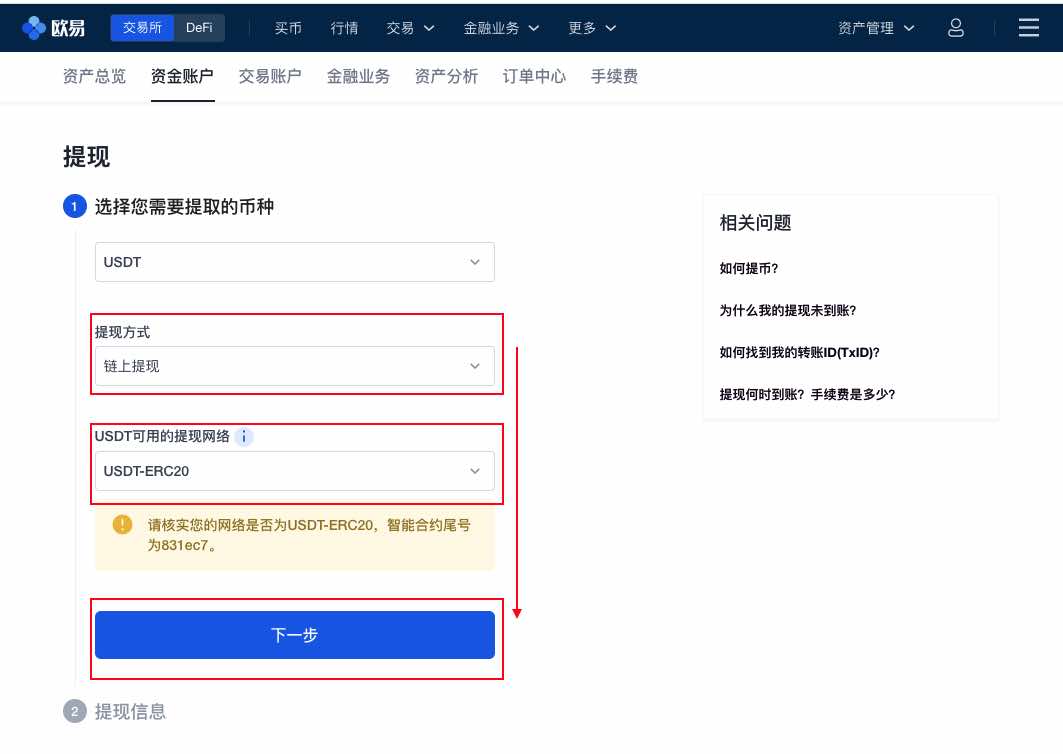 欧易 交易所 DeFi 买币 行情 交易 金融业务 更多 资产管理
资产总览 资金账户 交易账户 金融业务 资产分析 订单中心 手续费
提现
1 选择您需要提取的币种
USDT
提现方式
链上提现
USDT可用的提现网络 i
USDT-ERC20
! 请核实您的网络是否为USDT-ERC20，智能合约尾号
为831ec7。
下一步
2 提现信息
相关问题
如何提币?
为什么我的提现未到账?
如何找到我的转账ID(TxID)?
提现何时到账? 手续费是多少?